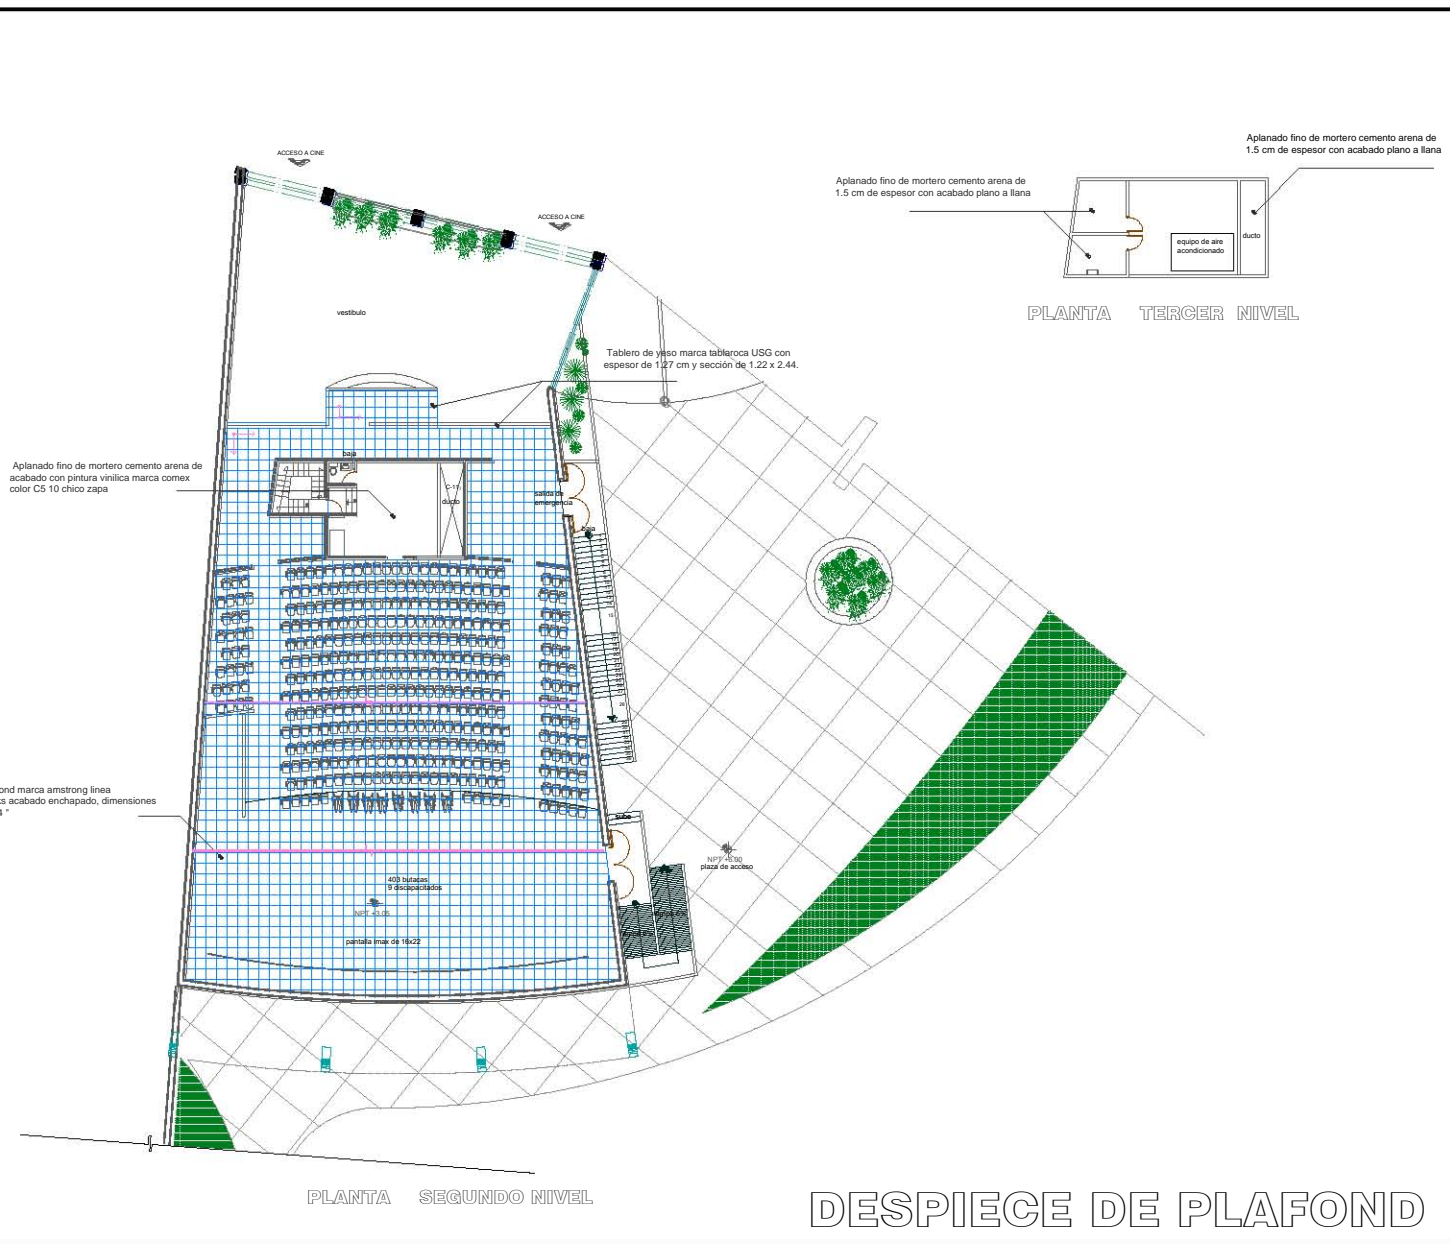 ACCESO A CINE
ACCESO A CINE
Aplanado fino de mortero cemento arena de
1.5 cm de espesor con acabado plano a llana
Aplanado fino de mortero cemento arena de
1.5 cm de espesor con acabado plano a llana
ducto
equipo de aire
acondicionado
PLANTA TERCER NIVEL
vestibulo
Tablero de yeso marca tablaroca USG con
espesor de 1.27 cm y sección de 1.22 x 2.44.
baja
Aplanado fino de mortero cemento arena de
acabado con pintura vinilica marca comex
color C5 10 chico zapa
C-11
ducto
salida de
emergencia
baja
ond marca amstrong linea
s acabado enchapado, dimensiones
4 "
sube
NPT +6.00
plaza de acceso
403 butacas
9 discapacitados
NPT +3.05
pantalla imax de 16x22
PLANTA SEGUNDO NIVEL
DESPIECE DE PLAFOND